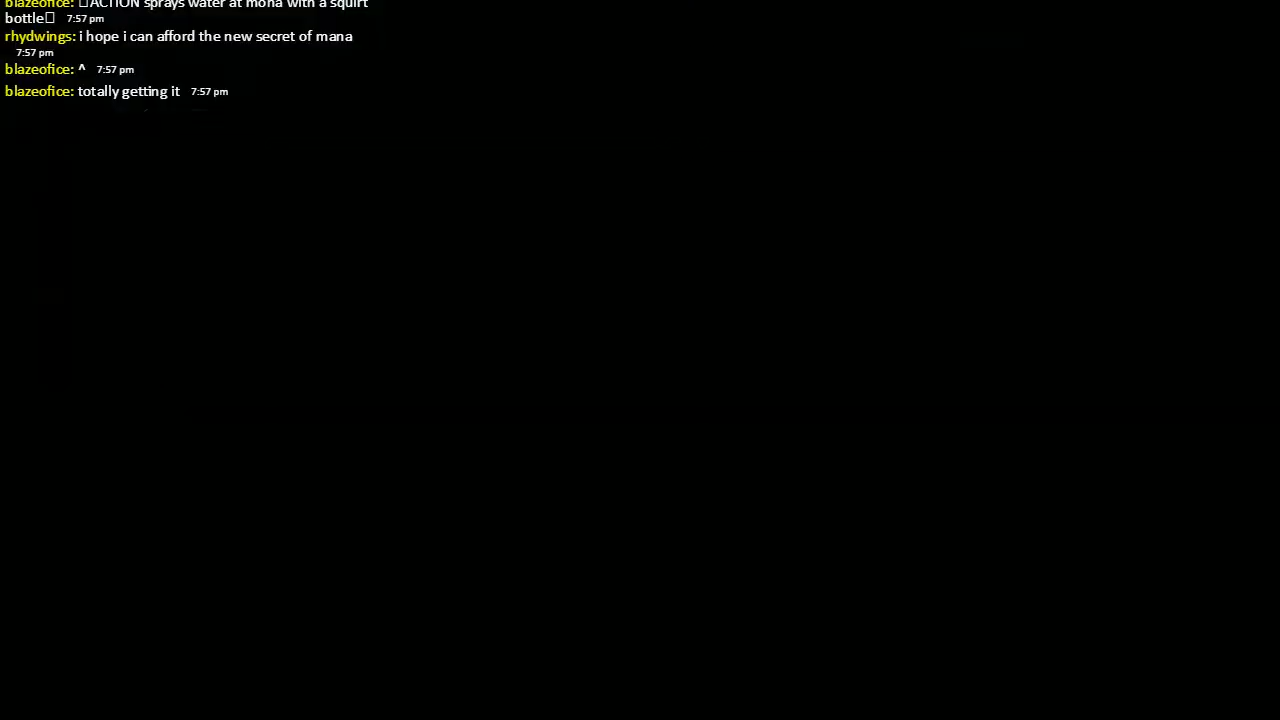 blazeofice: □ACTION sprays water at mona with a squirt
bottle□ 7:57 pm
rhydwings: i hope i can afford the new secret of mana
7:57 pm
blazeofice: ^ 7:57 pm
blazeofice: totally getting it 7:57 pm